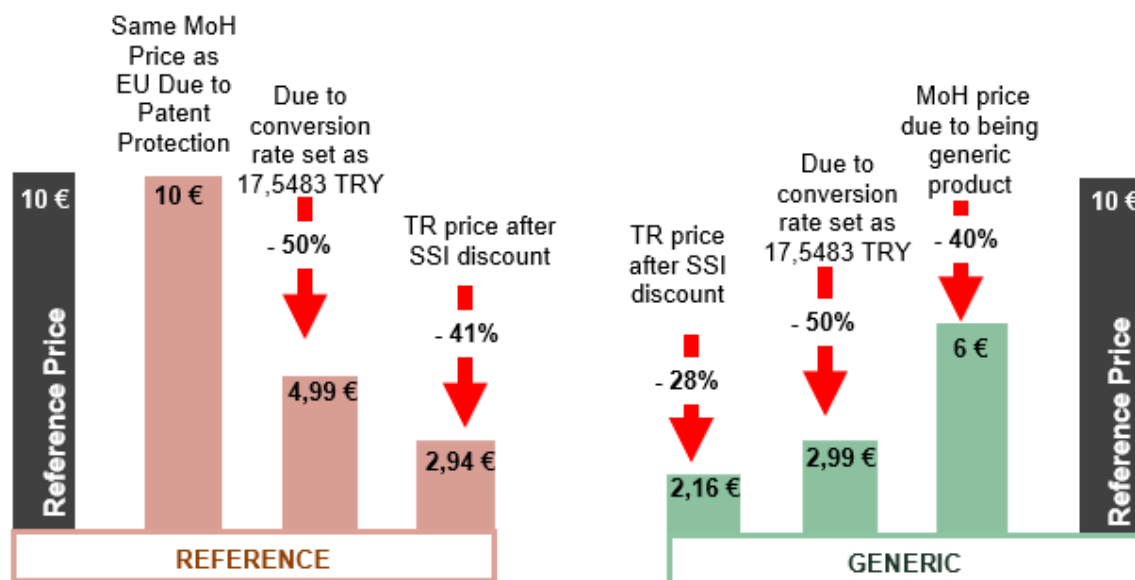 Same MoH
Price as
EU Due to
Patent
Protection
Due to
conversion
rate set as
17,5483 TRY
- 50%
TR price after
SSI discount
- 41%
10 €
Reference Price
10 €
4,99 €
2,94 €
REFERENCE
TR price
after SSI
discount
- 28%
Due to
conversion
rate set as
17,5483 TRY
- 50%
MoH price
due to being
generic
product
- 40%
2,16 €
2,99 €
6 €
10 €
Reference Price
GENERIC